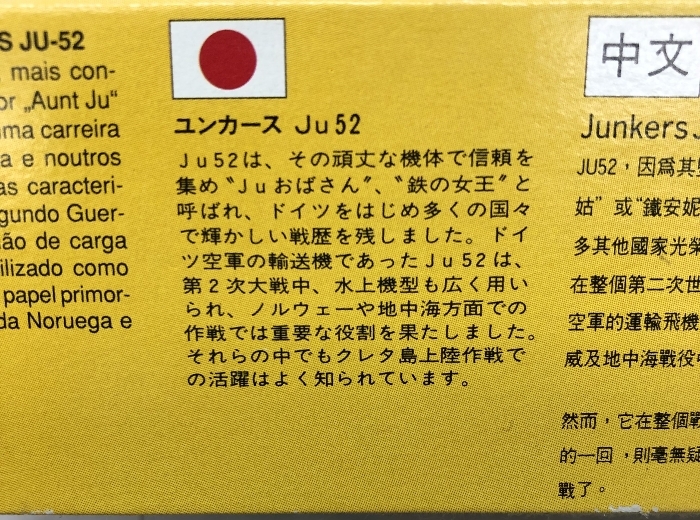 S JU-52
, mais con-
or „Aunt Ju“
ma carreira
a e noutros
as caracteri-
gundo Guer-
ão de carga
ilizado como
papel primor-
da Noruega e
ユンカース Ju52
Ju52は、その頑丈な機体で信頼を
集め〝Juおばさん〟、〝鉄の女王〟と
呼ばれ、ドイツをはじめ多くの国々
で輝かしい戦歴を残しました。ドイ
ツ空軍の輸送機であったJu52は、
第2次大戦中、水上機型も広く用い
られ、ノルウェーや地中海方面での
作戦では重要な役割を果たしました。
それらの中でもクレタ島上陸作戦で
の活躍はよく知られています。
中文
Junkers
JU52，因爲其
姑” 或“鐵安妮
多其他國家光榮
在整個第二次世
空軍的運輸飛機
威及地中海戰役
然而，它在整個戰
的一回，則毫無疑
戰了。